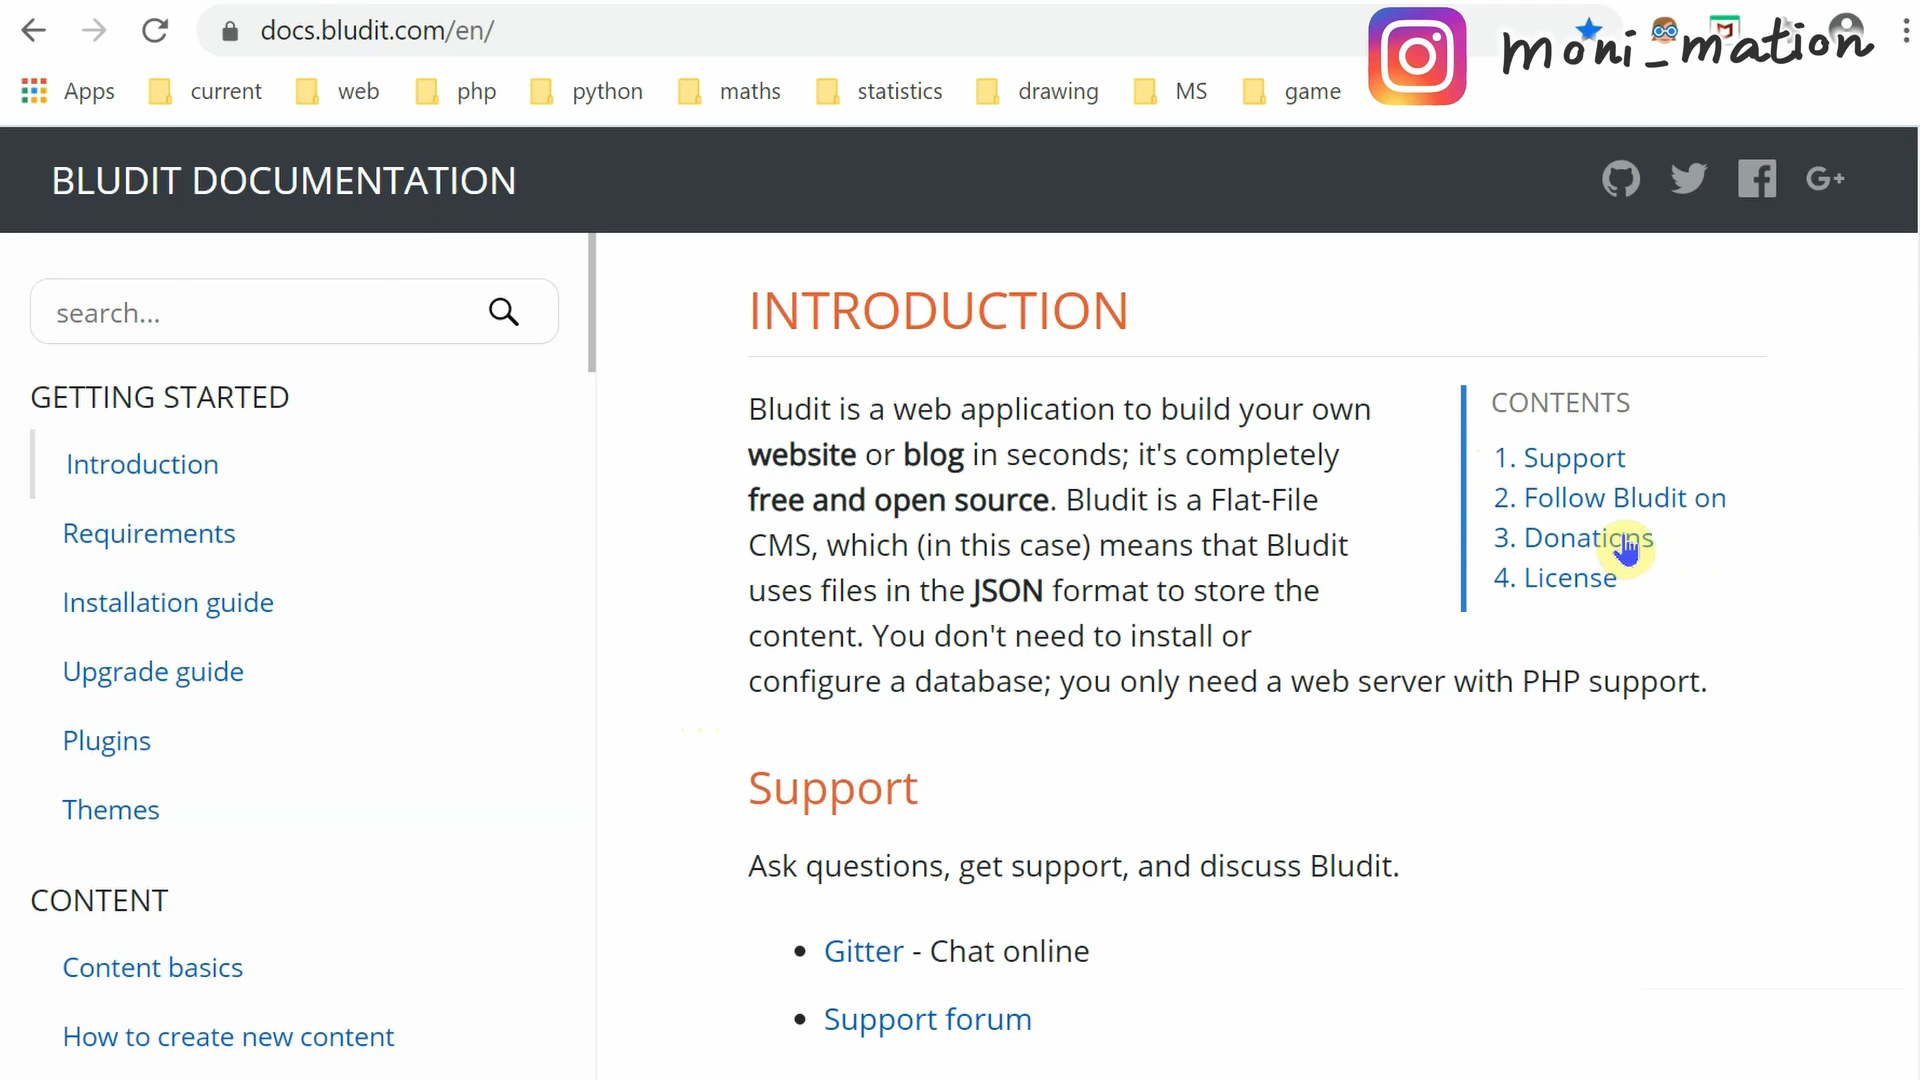 docs.bludit.com/en/
moni_mation
Apps current web php python maths statistics drawing MS game
BLUDIT DOCUMENTATION
G+
search...
GETTING STARTED
Introduction
Requirements
Installation guide
Upgrade guide
Plugins
Themes
CONTENT
Content basics
How to create new content
INTRODUCTION
Bludit is a web application to build your own
website or blog in seconds; it's completely
free and open source. Bludit is a Flat-File
CMS, which (in this case) means that Bludit
uses files in the JSON format to store the
content. You don't need to install or
configure a database; you only need a web server with PHP support.
CONTENTS
1. Support
2. Follow Bludit on
3. Donations
4. License
Support
Ask questions, get support, and discuss Bludit.
• Gitter - Chat online
• Support forum